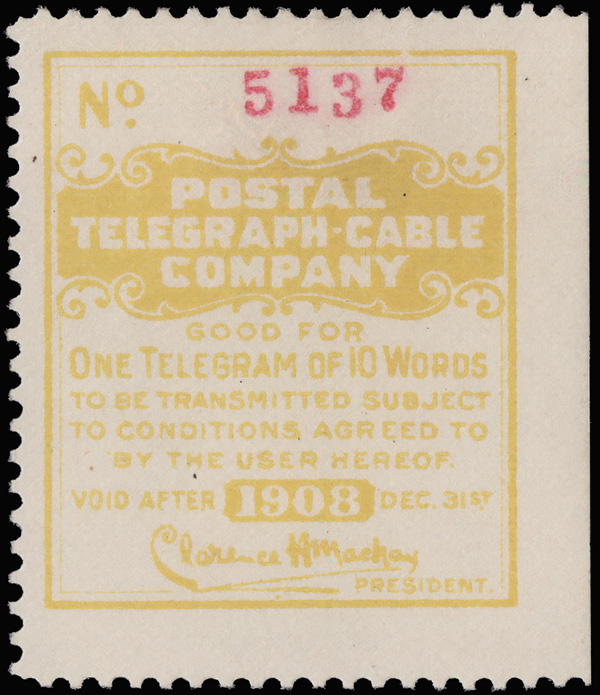 No. 5137
POSTAL
TELEGRAPH-CABLE
COMPANY
GOOD FOR
ONE TELEGRAM OF 10 WORDS
TO BE TRANSMITTED SUBJECT
TO CONDITIONS AGREED TO
BY THE USER HEREOF.
VOID AFTER 1908 DEC. 31ST
Clarence H Mackay
PRESIDENT.